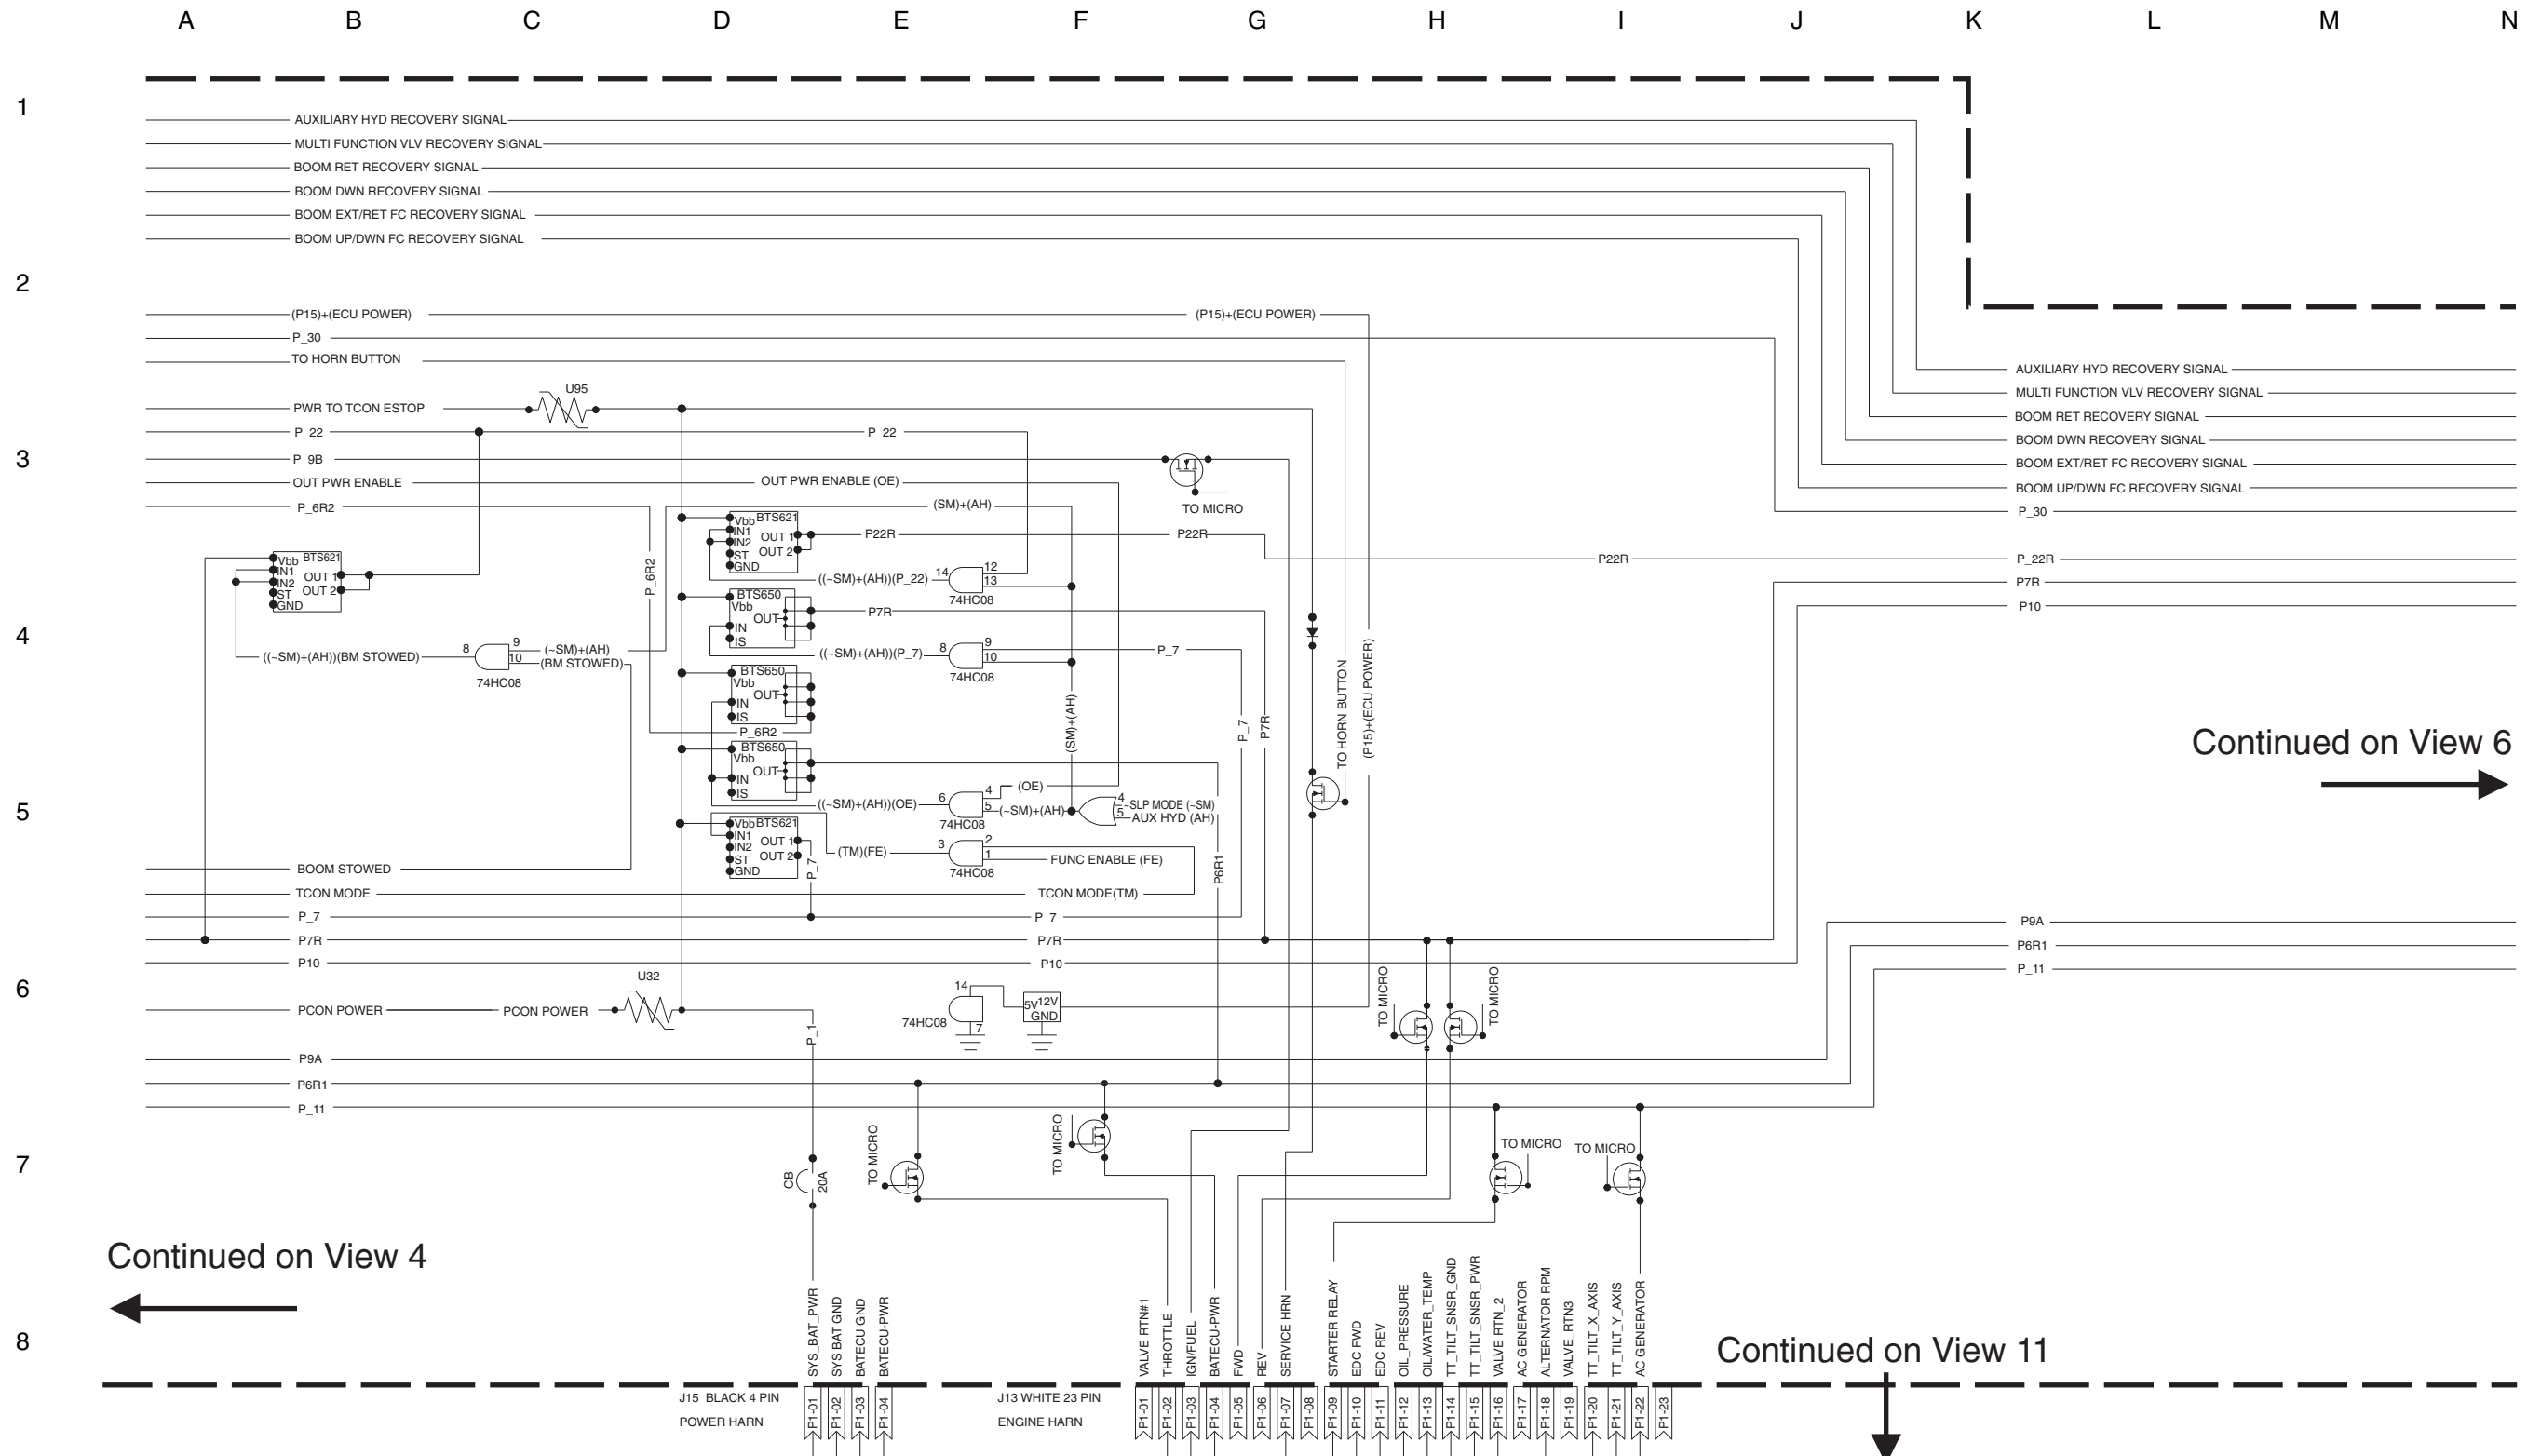 A B C D E F G H I J K L M N
1
AUXILIARY HYD RECOVERY SIGNAL
MULTI FUNCTION VLV RECOVERY SIGNAL
BOOM RET RECOVERY SIGNAL
BOOM DWN RECOVERY SIGNAL
BOOM EXT/RET FC RECOVERY SIGNAL
BOOM UP/DWN FC RECOVERY SIGNAL
2
(P15)+(ECU POWER) (P15)+(ECU POWER)
P_30
TO HORN BUTTON
AUXILIARY HYD RECOVERY SIGNAL
U95
MULTI FUNCTION VLV RECOVERY SIGNAL
PWR TO TCON ESTOP
BOOM RET RECOVERY SIGNAL
P_22 P_22
BOOM DWN RECOVERY SIGNAL
3
P_9B
BOOM EXT/RET FC RECOVERY SIGNAL
OUT PWR ENABLE OUT PWR ENABLE (OE)
BOOM UP/DWN FC RECOVERY SIGNAL
P_6R2 (SM)+(AH) TO MICRO
P_30
Vbb BTS621
IN1 OUT 1
IN2 OUT 2
ST
GND
P22R P22R P22R P_22R
Vbb BTS621
IN1 OUT 1
IN2 OUT 2
ST
GND
P_6R2
((~SM)+(AH))(P_22) 14 12
13
74HC08
P7R
P10
BTS650
Vbb
OUT
IN
IS
P7R
4
((~SM)+(AH))(BM STOWED) 8 9 (~SM)+(AH)
10 (BM STOWED)
74HC08
((~SM)+(AH))(P_7) 8 9
10
74HC08
P_7
BTS650
Vbb
OUT
IN
IS
P_6R2
(SM)+(AH)
P_7
P7R
TO HORN BUTTON
(P15)+(ECU POWER)
Continued on View 6
BTS650
Vbb
OUT
IN
IS
5
((~SM)+(AH))(OE) 6 4 (OE)
5 (~SM)+(AH)
74HC08
4 ~SLP MODE (~SM)
5 AUX HYD (AH)
Vbb BTS621
IN1 OUT 1
IN2 OUT 2
ST
GND
P_7
(TM)(FE) 3 2
1 FUNC ENABLE (FE)
74HC08
P6R1
BOOM STOWED
TCON MODE TCON MODE(TM)
P_7 P_7
P9A
P7R P7R
P6R1
P10 P10
P_11
6
U32
PCON POWER PCON POWER
P_1
14
74HC08
7
5V 12V
GND
TO MICRO
TO MICRO
P9A
P6R1
P_11
7
CB
20A
TO MICRO
TO MICRO
TO MICRO
TO MICRO
Continued on View 4
8
SYS_BAT_PWR
SYS BAT GND
BATECU GND
BATECU-PWR
VALVE RTN#1
THROTTLE
IGN/FUEL
BATECU-PWR
FWD
REV
SERVICE HRN
STARTER RELAY
EDC FWD
EDC REV
OIL_PRESSURE
OIL/WATER_TEMP
TT_TILT_SNSR_GND
TT_TILT_SNSR_PWR
VALVE RTN_2
AC GENERATOR
ALTERNATOR RPM
VALVE_RTN3
TT_TILT_X_AXIS
TT_TILT_Y_AXIS
AC GENERATOR
Continued on View 11
J15 BLACK 4 PIN
POWER HARN
P1-01
P1-02
P1-03
P1-04
J13 WHITE 23 PIN
ENGINE HARN
P1-01
P1-02
P1-03
P1-04
P1-05
P1-06
P1-07
P1-08
P1-09
P1-10
P1-11
P1-12
P1-13
P1-14
P1-15
P1-16
P1-17
P1-18
P1-19
P1-20
P1-21
P1-22
P1-23